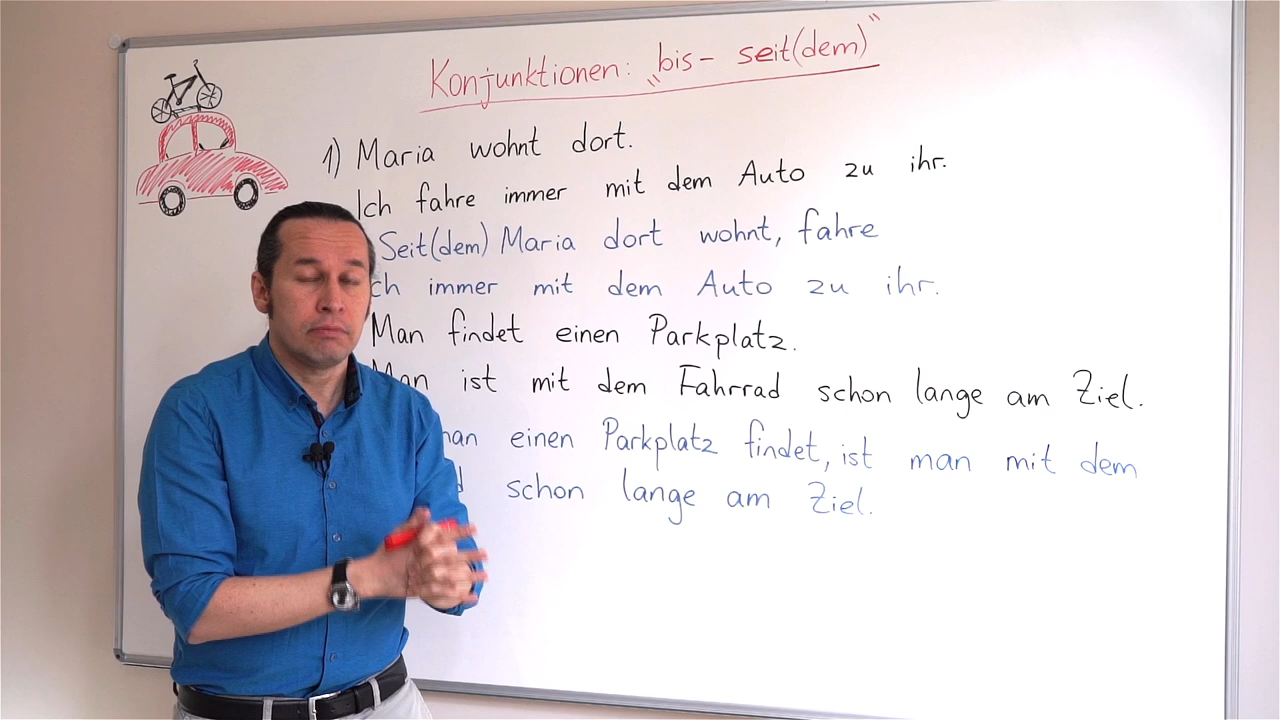 Konjunktionen: "bis- seit(dem)"
1) Maria wohnt dort.
Ich fahre immer mit dem Auto zu ihr.
Seit(dem) Maria dort wohnt, fahre
ch immer mit dem Auto zu ihr.
Man findet einen Parkplatz.
Man ist mit dem Fahrrad schon lange am Ziel.
man einen Parkplatz findet, ist man mit dem
d schon lange am Ziel.